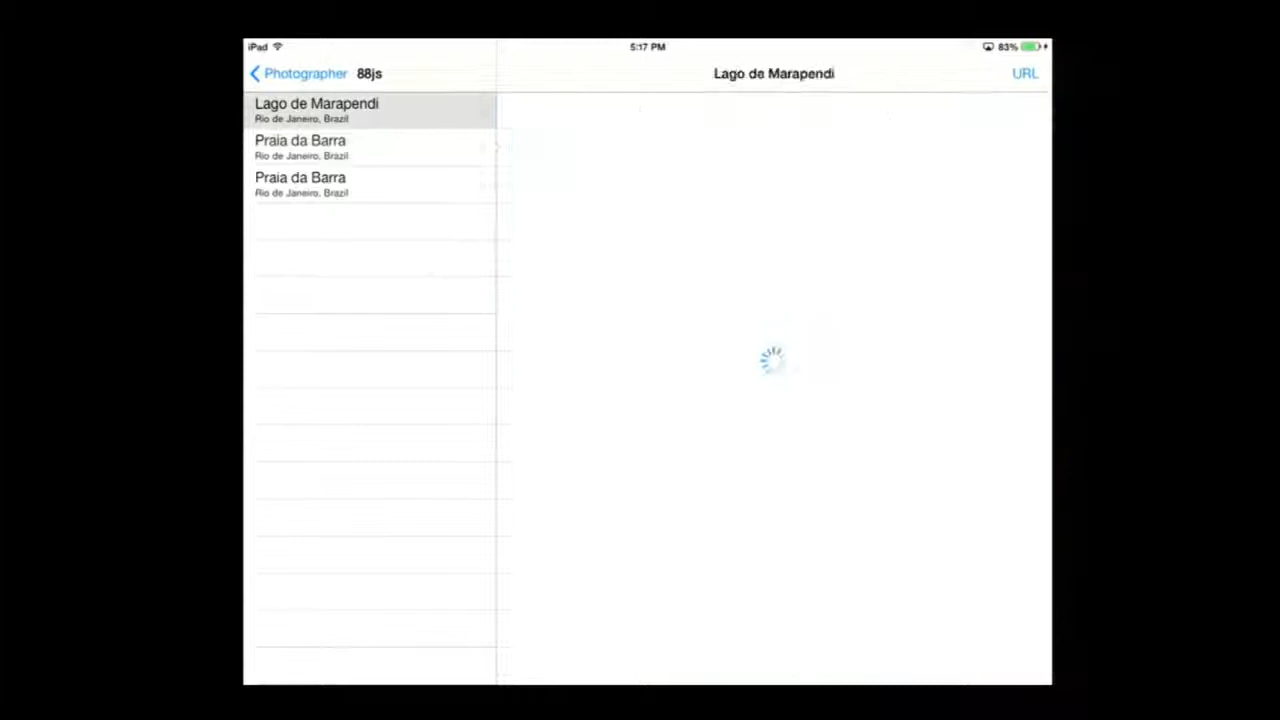 iPad 5:17 PM 83%
Photographer 88js Lago de Marapendi URL
Lago de Marapendi
Rio de Janeiro, Brazil
Praia da Barra
Rio de Janeiro, Brazil
Praia da Barra
Rio de Janeiro, Brazil